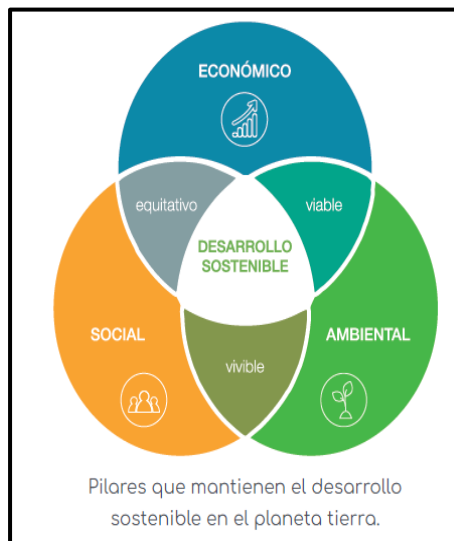 ECONÓMICO
equitativo
viable
DESARROLLO
SOSTENIBLE
SOCIAL
AMBIENTAL
vivible
Pilares que mantienen el desarrollo
sostenible en el planeta tierra.